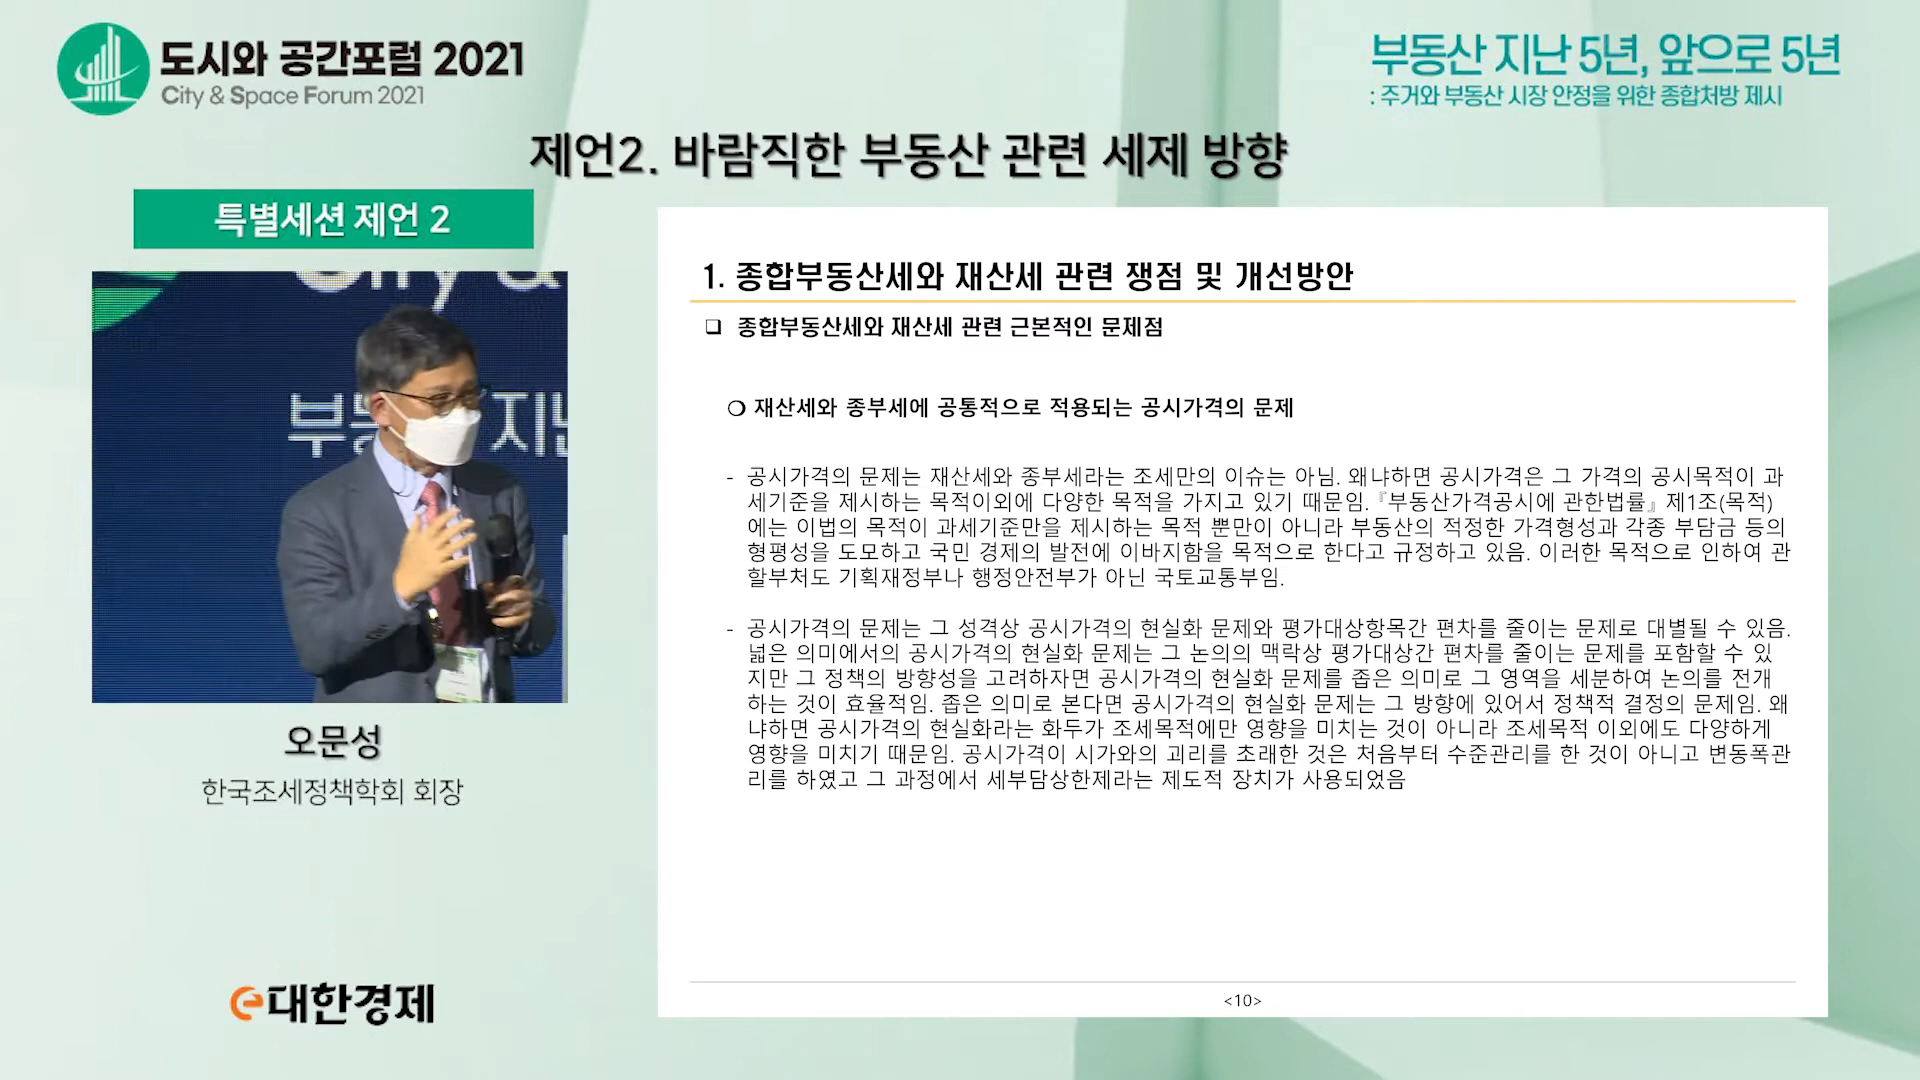 도시와 공간포럼 2021
City & Space Forum 2021
부동산 지난 5년, 앞으로 5년
: 주거와 부동산 시장 안정을 위한 종합처방 제시
제언2. 바람직한 부동산 관련 세제 방향
특별세션 제언 2
1. 종합부동산세와 재산세 관련 쟁점 및 개선방안
❏ 종합부동산세와 재산세 관련 근본적인 문제점
❍ 재산세와 종부세에 공통적으로 적용되는 공시가격의 문제
- 공시가격의 문제는 재산세와 종부세라는 조세만의 이슈는 아님. 왜냐하면 공시가격은 그 가격의 공시목적이 과
세기준을 제시하는 목적이외에 다양한 목적을 가지고 있기 때문임.『부동산가격공시에 관한법률』 제1조(목적)
에는 이법의 목적이 과세기준만을 제시하는 목적 뿐만이 아니라 부동산의 적정한 가격형성과 각종 부담금 등의
형평성을 도모하고 국민 경제의 발전에 이바지함을 목적으로 한다고 규정하고 있음. 이러한 목적으로 인하여 관
할부처도 기획재정부나 행정안전부가 아닌 국토교통부임.
- 공시가격의 문제는 그 성격상 공시가격의 현실화 문제와 평가대상항목간 편차를 줄이는 문제로 대별될 수 있음.
넓은 의미에서의 공시가격의 현실화 문제는 그 논의의 맥락상 평가대상간 편차를 줄이는 문제를 포함할 수 있
지만 그 정책의 방향성을 고려하자면 공시가격의 현실화 문제를 좁은 의미로 그 영역을 세분하여 논의를 전개
하는 것이 효율적임. 좁은 의미로 본다면 공시가격의 현실화 문제는 그 방향에 있어서 정책적 결정의 문제임. 왜
냐하면 공시가격의 현실화라는 화두가 조세목적에만 영향을 미치는 것이 아니라 조세목적 이외에도 다양하게
영향을 미치기 때문임. 공시가격이 시가와의 괴리를 초래한 것은 처음부터 수준관리를 한 것이 아니고 변동폭관
리를 하였고 그 과정에서 세부담상한제라는 제도적 장치가 사용되었음
<10>
부동 지난
오문성
한국조세정책학회 회장
e대한경제